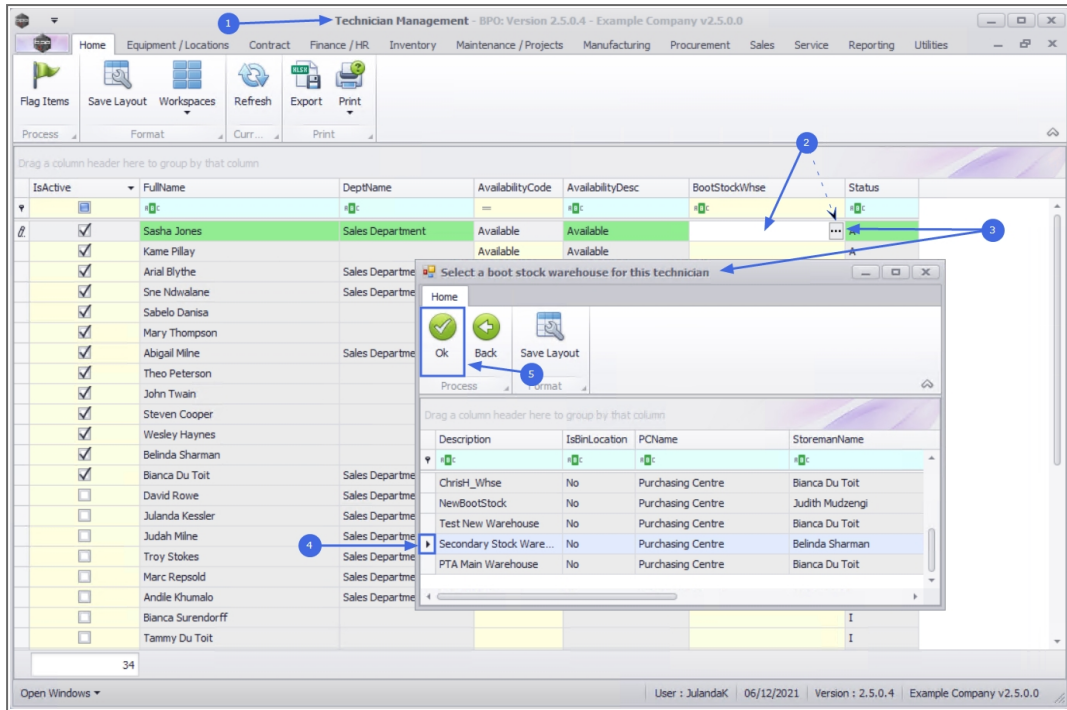 1
Technician Management - BPO: Version 2.5.0.4 - Example Company v2.5.0.0
Home Equipment / Locations Contract Finance / HR Inventory Maintenance / Projects Manufacturing Procurement Sales Service Reporting Utilities
Flag Items Save Layout Workspaces Refresh Export Print
Process Format Curr... Print
2
Drag a column header here to group by that column
IsActive FullName DeptName AvailabilityCode AvailabilityDesc BootStockWhse Status
Sasha Jones Sales Department Available Available ... A
3
Kame Pillay Available Available A
Arial Blythe Sales Departme
Sne Ndwalane Sales Departme
Sabelo Danisa
Mary Thompson
Abigail Milne Sales Departme
Theo Peterson
John Twain
Steven Cooper
Wesley Haynes
Belinda Sharman
Bianca Du Toit Sales Departme
David Rowe Sales Departme
Julanda Kessler Sales Departme
Judah Milne Sales Departme
Troy Stokes Sales Departme
Marc Repsold Sales Departme
Andile Khumalo Sales Departme
Bianca Surendorff I
Tammy Du Toit I
34
Select a boot stock warehouse for this technician
Home
Ok Back Save Layout
5
Process Format
Drag a column header here to group by that column
Description IsBinLocation PCName StoremanName
ChrisH_Whse No Purchasing Centre Bianca Du Toit
NewBootStock No Purchasing Centre Judith Mudzengi
Test New Warehouse No Purchasing Centre Bianca Du Toit
4
Secondary Stock Ware... No Purchasing Centre Belinda Sharman
PTA Main Warehouse No Purchasing Centre Bianca Du Toit
Open Windows User : JulandaK 06/12/2021 Version : 2.5.0.4 Example Company v2.5.0.0